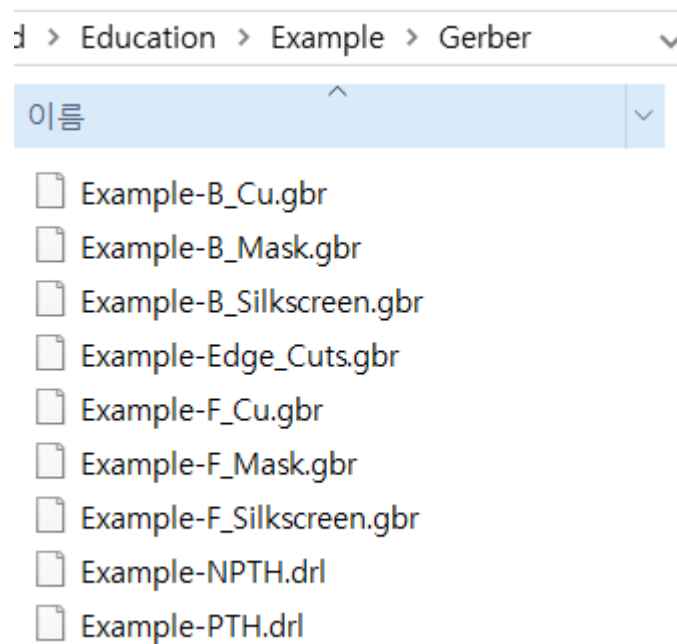 d > Education > Example > Gerber
이름
Example-B_Cu.gbr
Example-B_Mask.gbr
Example-B_Silkscreen.gbr
Example-Edge_Cuts.gbr
Example-F_Cu.gbr
Example-F_Mask.gbr
Example-F_Silkscreen.gbr
Example-NPTH.drl
Example-PTH.drl